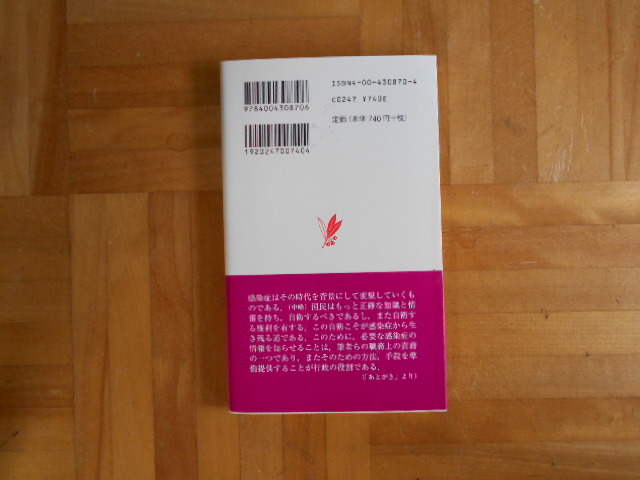 ISBN4-00-430870-4
C0247 ¥740E
定価(本体 740 円+税)
9784004308706
1920247007404
感染症はその時代を背景にして変貌していくも
のである。(中略)国民はもっと正確な知識と情
報を持ち、自衛するべきであるし、また自衛す
る権利を有する。この自衛こそが感染症から生
き残る道である。このために、必要な感染症の
情報を知らせることは、筆者らの職務上の責務
の一つであり、またそのための方法、手段を準
備提供することが行政の役割である。
(「あとがき」より)